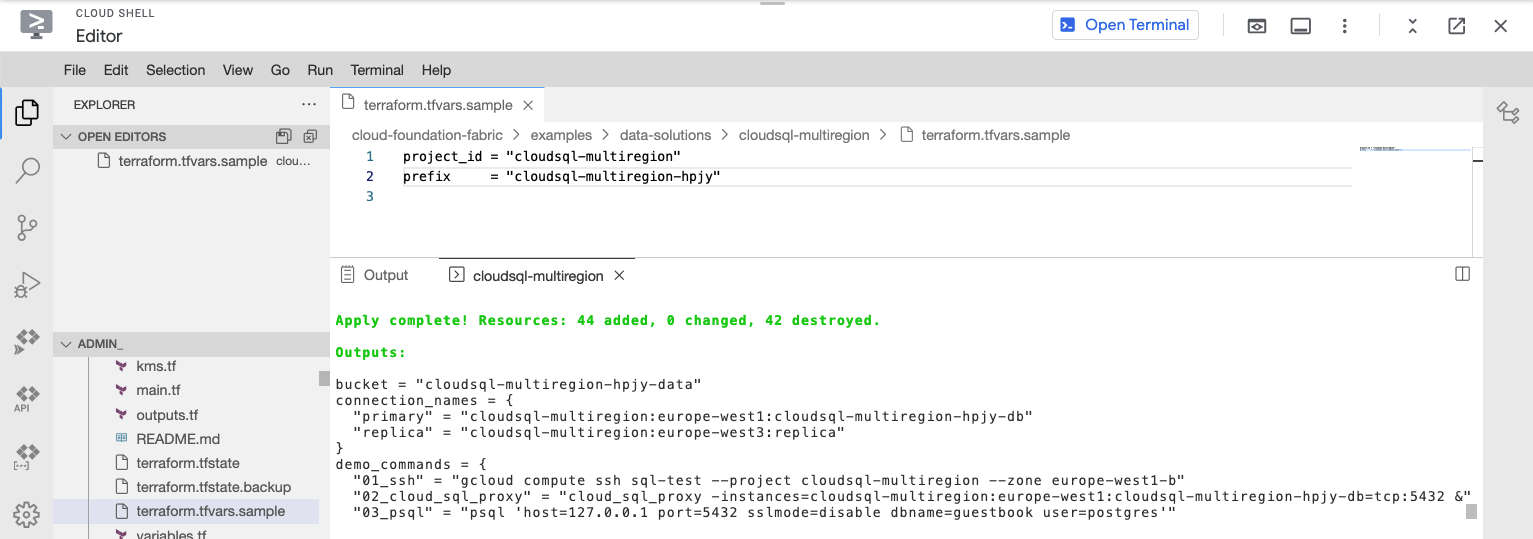 CLOUD SHELL
Editor
Open Terminal
File Edit Selection View Go Run Terminal Help
EXPLORER
OPEN EDITORS
terraform.tfvars.sample clou...
ADMIN_
kms.tf
main.tf
outputs.tf
README.md
terraform.tfstate
terraform.tfstate.backup
terraform.tfvars.sample
variables.tf
API
terraform.tfvars.sample
cloud-foundation-fabric > examples > data-solutions > cloudsql-multiregion > terraform.tfvars.sample
1 project_id = "cloudsql-multiregion"
2 prefix     = "cloudsql-multiregion-hpjy"
3
Output cloudsql-multiregion
Apply complete! Resources: 44 added, 0 changed, 42 destroyed.
Outputs:
bucket = "cloudsql-multiregion-hpjy-data"
connection_names = {
  "primary" = "cloudsql-multiregion:europe-west1:cloudsql-multiregion-hpjy-db"
  "replica" = "cloudsql-multiregion:europe-west3:replica"
}
demo_commands = {
  "01_ssh" = "gcloud compute ssh sql-test --project cloudsql-multiregion --zone europe-west1-b"
  "02_cloud_sql_proxy" = "cloud_sql_proxy -instances=cloudsql-multiregion:europe-west1:cloudsql-multiregion-hpjy-db=tcp:5432 &"
  "03_psql" = "psql 'host=127.0.0.1 port=5432 sslmode=disable dbname=guestbook user=postgres'"